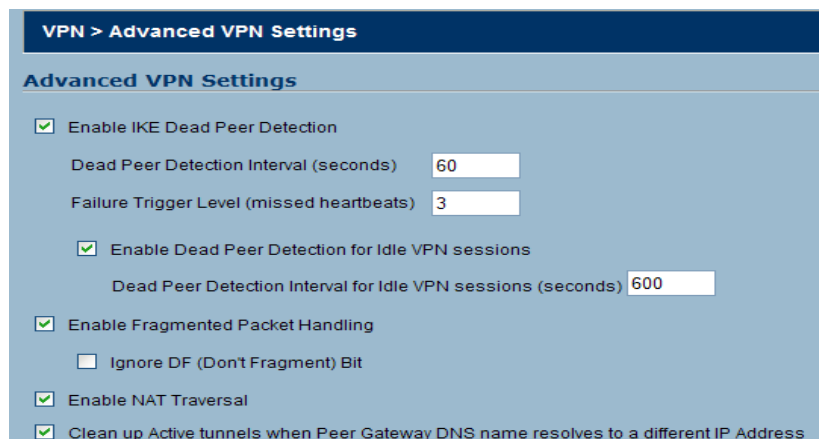 VPN > Advanced VPN Settings
Advanced VPN Settings
Enable IKE Dead Peer Detection
Dead Peer Detection Interval (seconds) 60
Failure Trigger Level (missed heartbeats) 3
Enable Dead Peer Detection for Idle VPN sessions
Dead Peer Detection Interval for Idle VPN sessions (seconds) 600
Enable Fragmented Packet Handling
Ignore DF (Don't Fragment) Bit
Enable NAT Traversal
Clean up Active tunnels when Peer Gateway DNS name resolves to a different IP Address